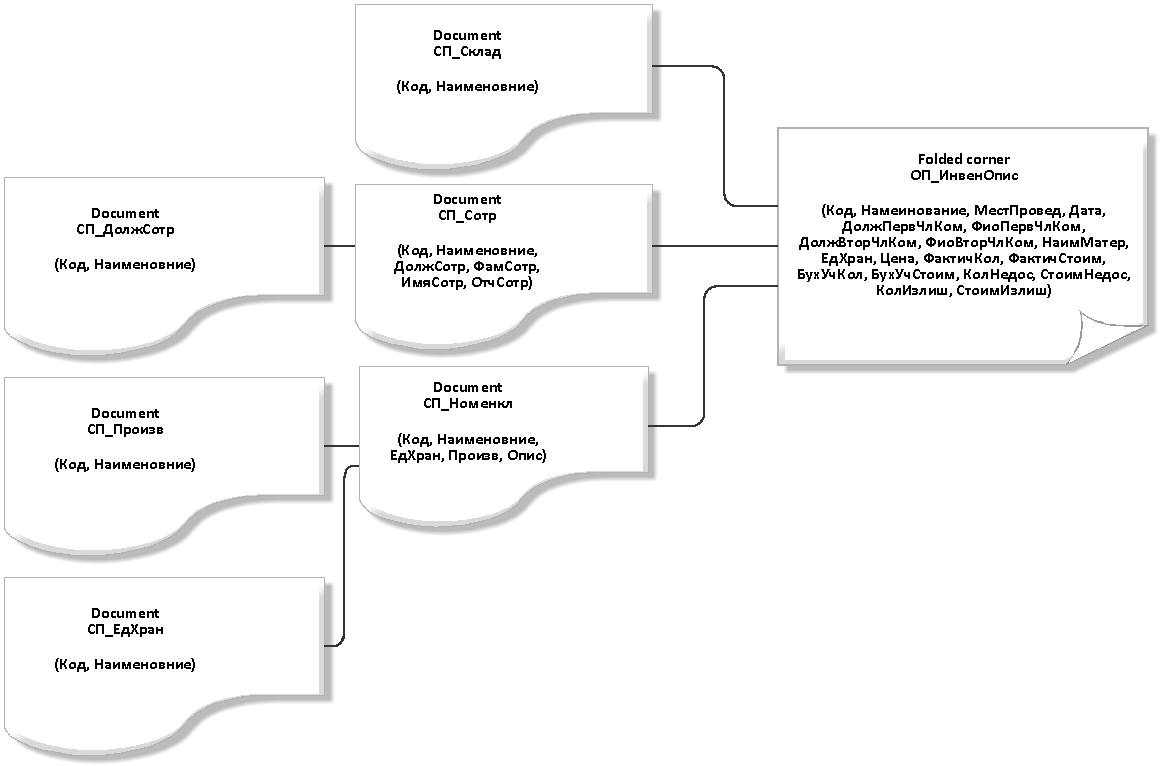 Document
СП_Склад
(Код, Наименовние)
Document
СП_ДолжСотр
(Код, Наименовние)
Document
СП_Сотр
(Код, Наименовние,
ДолжСотр, ФамСотр,
ИмяСотр, ОтчСотр)
Folded corner
ОП_ИнвенОпис
(Код, Намеинование, МестПровед, Дата,
ДолжПервЧлКом, ФиоПервЧлКом,
ДолжВторЧлКом, ФиоВторЧлКом, НаимМатер,
ЕдХран, Цена, ФактичКол, ФактичСтоим,
БухУчКол, БухУчСтоим, КолНедос, СтоимНедос,
КолИзлиш, СтоимИзлиш)
Document
СП_Произв
(Код, Наименовние)
Document
СП_Номенкл
(Код, Наименовние,
ЕдХран, Произв, Опис)
Document
СП_ЕдХран
(Код, Наименовние)